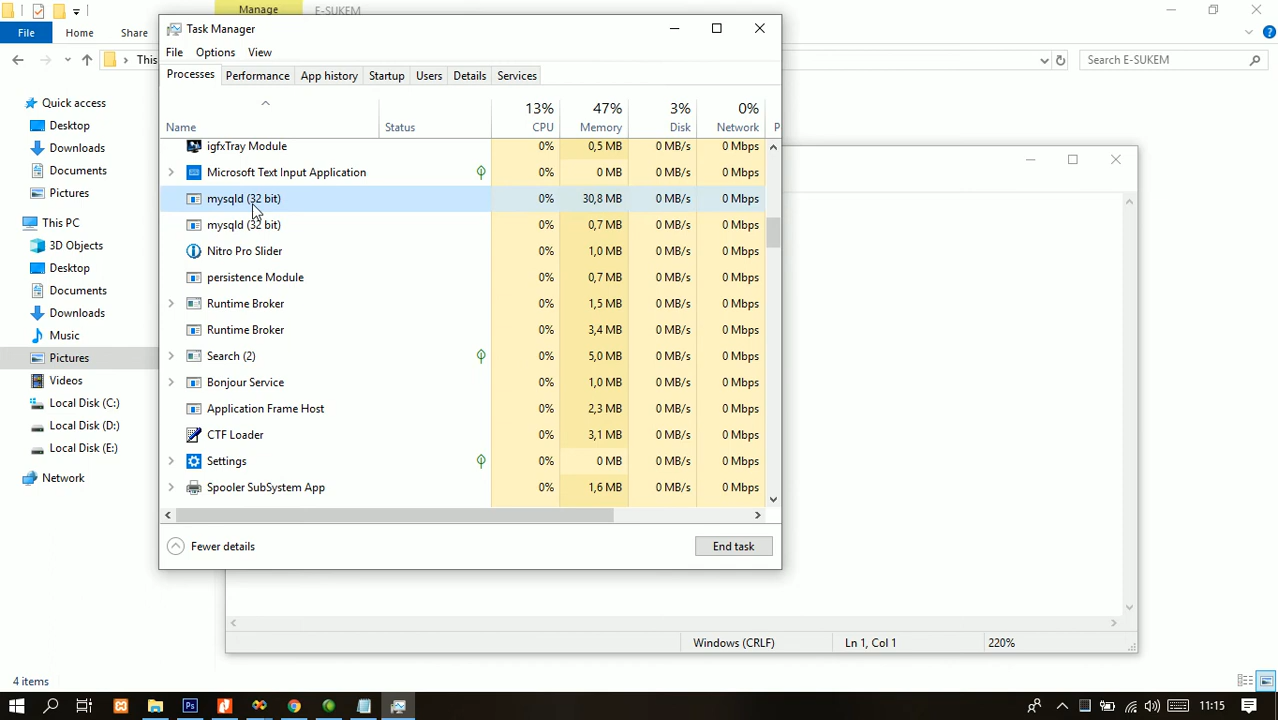 Manage
E-SUKEM
File
Home
Share
This
Search E-SUKEM
Quick access
Desktop
Downloads
Documents
Pictures
This PC
3D Objects
Desktop
Documents
Downloads
Music
Pictures
Videos
Local Disk (C:)
Local Disk (D:)
Local Disk (E:)
Network
4 items
Task Manager
File Options View
Processes Performance App history Startup Users Details Services
13% 47% 3% 0%
Name Status CPU Memory Disk Network P
igfxTray Module 0% 0,5 MB 0 MB/s 0 Mbps
Microsoft Text Input Application 0% 0 MB 0 MB/s 0 Mbps
mysqld (32 bit) 0% 30,8 MB 0 MB/s 0 Mbps
mysqld (32 bit) 0% 0,7 MB 0 MB/s 0 Mbps
Nitro Pro Slider 0% 1,0 MB 0 MB/s 0 Mbps
persistence Module 0% 0,7 MB 0 MB/s 0 Mbps
Runtime Broker 0% 1,5 MB 0 MB/s 0 Mbps
Runtime Broker 0% 3,4 MB 0 MB/s 0 Mbps
Search (2) 0% 5,0 MB 0 MB/s 0 Mbps
Bonjour Service 0% 1,0 MB 0 MB/s 0 Mbps
Application Frame Host 0% 2,3 MB 0 MB/s 0 Mbps
CTF Loader 0% 3,1 MB 0 MB/s 0 Mbps
Settings 0% 0 MB 0 MB/s 0 Mbps
Spooler SubSystem App 0% 1,6 MB 0 MB/s 0 Mbps
Fewer details
End task
Windows (CRLF) Ln 1, Col 1 220%
11:15